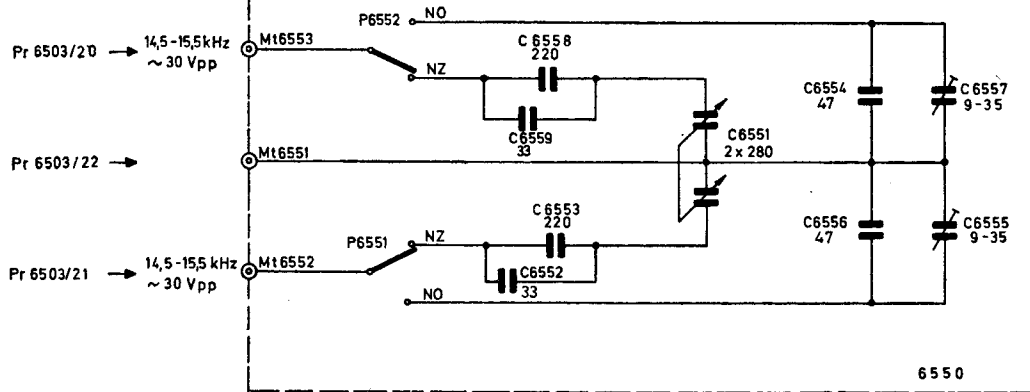 P6552
NO
Pr 6503/20
14,5-15,5 kHz
~ 30 Vpp
Mt6553
NZ
C 6558
220
C6559
33
C6551
2 x 280
C6554
47
C6557
9-35
Pr 6503/22
Mt6551
C 6553
220
C6552
33
C6556
47
C6555
9-35
P6551
NZ
Pr 6503/21
14,5-15,5 kHz
~ 30 Vpp
Mt6552
NO
6550